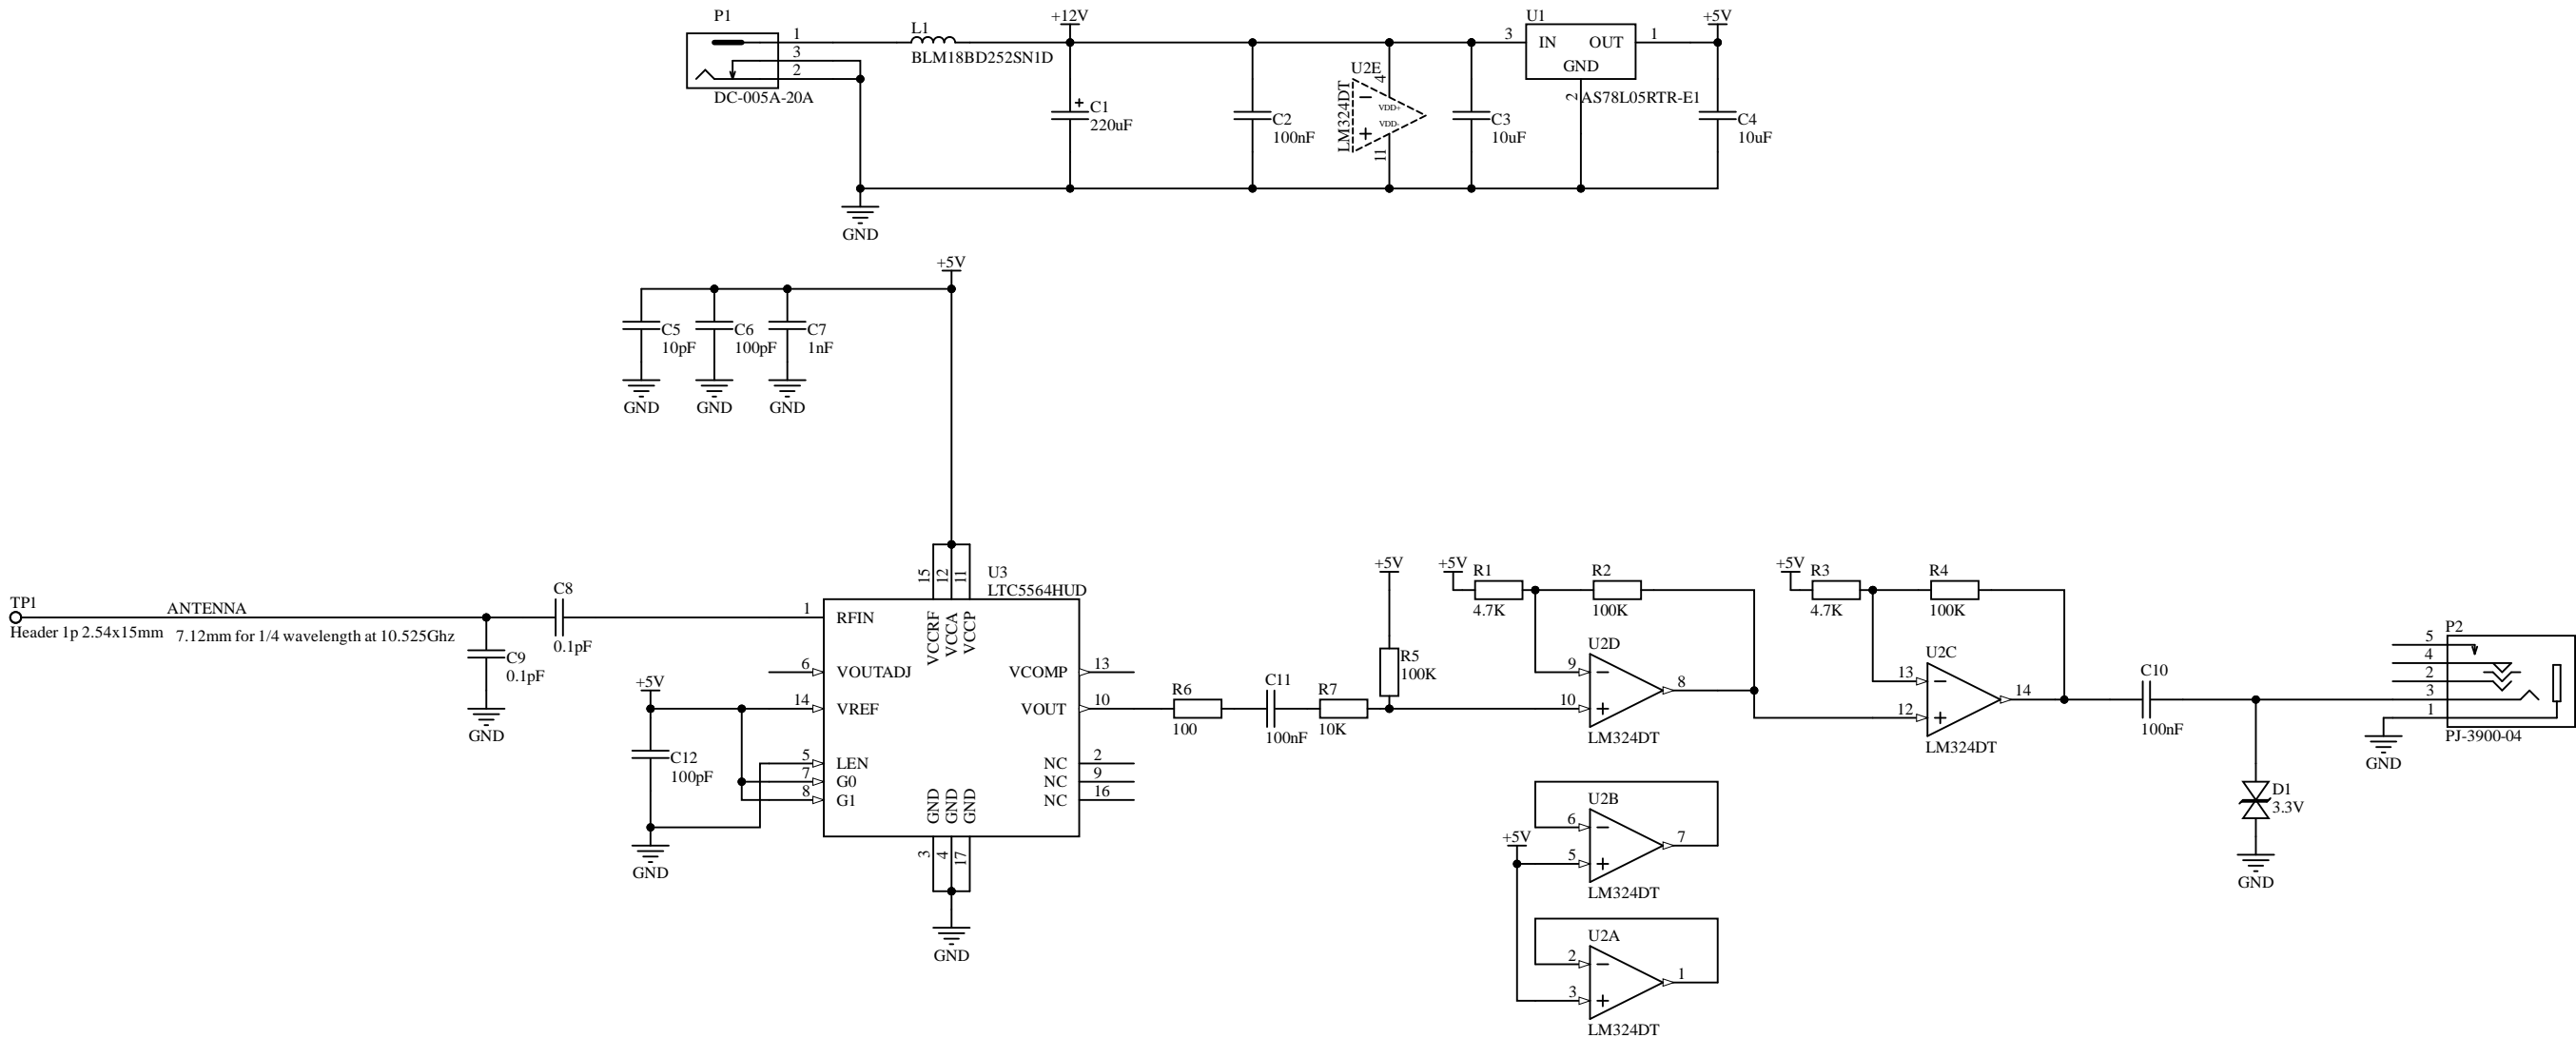 P1
1
3
2
DC-005A-20A
L1
BLM18BD252SN1D
+12V
+
C1
220uF
C2
100nF
U2E
LM324DT
4
VDD+
VDD-
11
C3
10uF
U1
3
IN
OUT
1
GND
2
AS78L05RTR-E1
+5V
C4
10uF
GND
+5V
C5
10pF
C6
100pF
C7
1nF
GND
GND
GND
TP1
ANTENNA
Header 1p 2.54x15mm
7.12mm for 1/4 wavelength at 10.525Ghz
C8
0.1pF
C9
0.1pF
GND
+5V
C12
100pF
GND
15
12
11
U3
LTC5564HUD
1
RFIN
VCCRF
VCCA
VCCP
6
VOUTADJ
VCOMP
13
14
VREF
VOUT
10
5
LEN
NC
2
7
G0
NC
9
8
G1
NC
16
GND
GND
GND
3
4
17
GND
R6
100
C11
100nF
R7
10K
+5V
R5
100K
+5V
R1
4.7K
R2
100K
U2D
9
10
8
LM324DT
+5V
R3
4.7K
R4
100K
U2C
13
12
14
LM324DT
C10
100nF
D1
3.3V
GND
P2
5
4
2
3
1
PJ-3900-04
GND
+5V
U2B
6
5
7
LM324DT
U2A
2
3
1
LM324DT